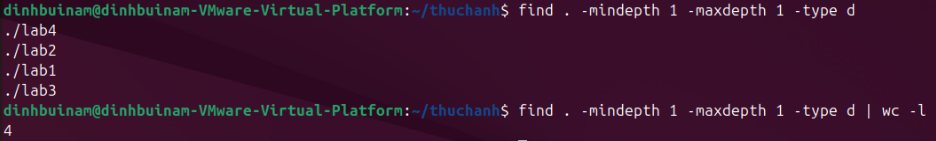 dinhbuinam@dinhbuinam-VMware-Virtual-Platform:~/thuchanh$ find . -mindepth 1 -maxdepth 1 -type d
./lab4
./lab2
./lab1
./lab3
dinhbuinam@dinhbuinam-VMware-Virtual-Platform:~/thuchanh$ find . -mindepth 1 -maxdepth 1 -type d | wc -l
4